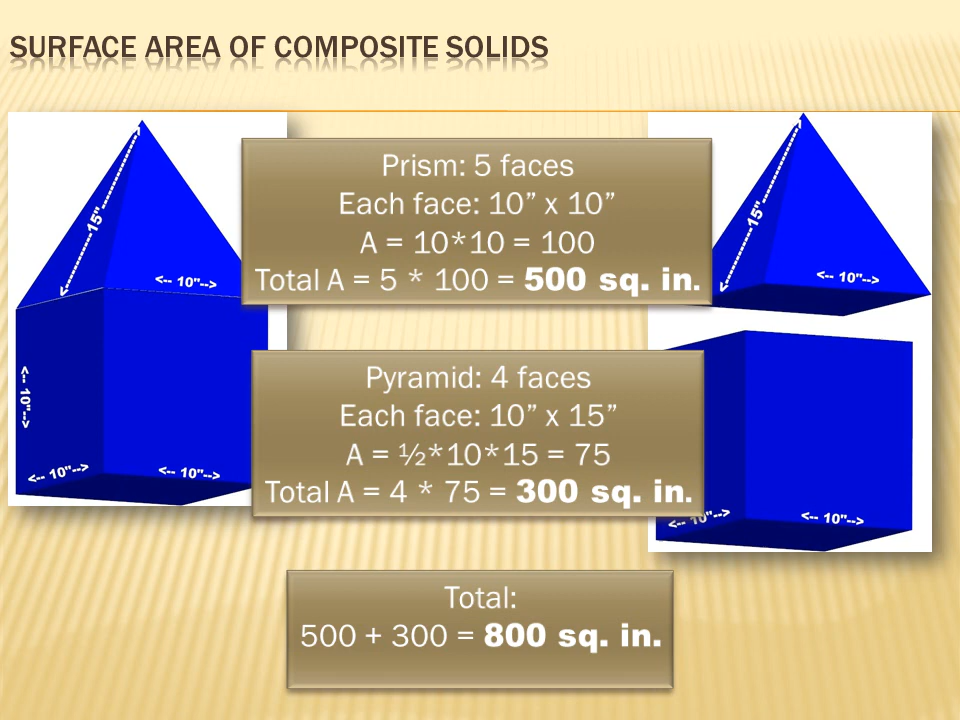 SURFACE AREA OF COMPOSITE SOLIDS
<-------15"------->
<-- 10"-->
<-- 10"-->
<-- 10"-->
<-- 10"-->
Prism: 5 faces
Each face: 10” x 10”
A = 10*10 = 100
Total A = 5 * 100 = 500 sq. in.
Pyramid: 4 faces
Each face: 10” x 15”
A = ½*10*15 = 75
Total A = 4 * 75 = 300 sq. in.
Total:
500 + 300 = 800 sq. in.
<-------15"------->
<-- 10"-->
<-- 10"-->
<-- 10"-->